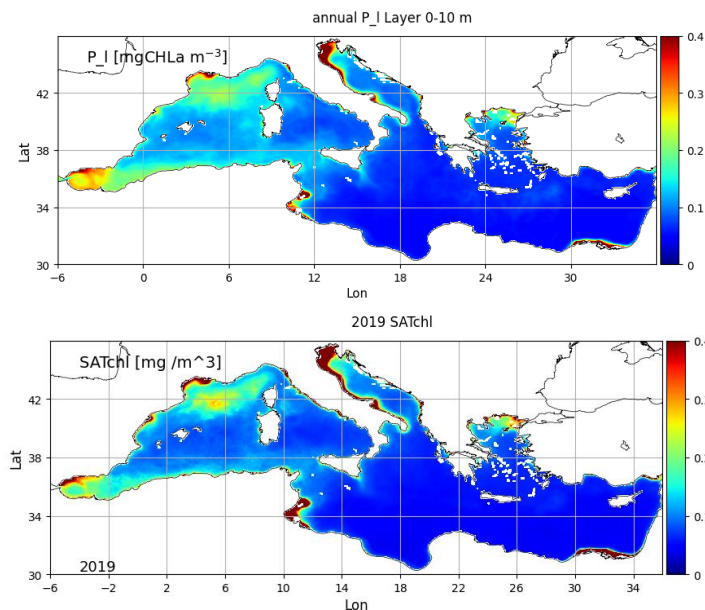 annual P_l Layer 0-10 m
P_l [mgCHLa m⁻³]
0.4
0.3
0.2
0.1
0
42
38
34
30
Lat
-6 0 6 12 18 24 30
Lon
2019 SATchl
SATchl [mg /m^3]
42
38
34
30
Lat
2019
0
-6 -2 2 6 10 14 18 22 26 30 34
Lon